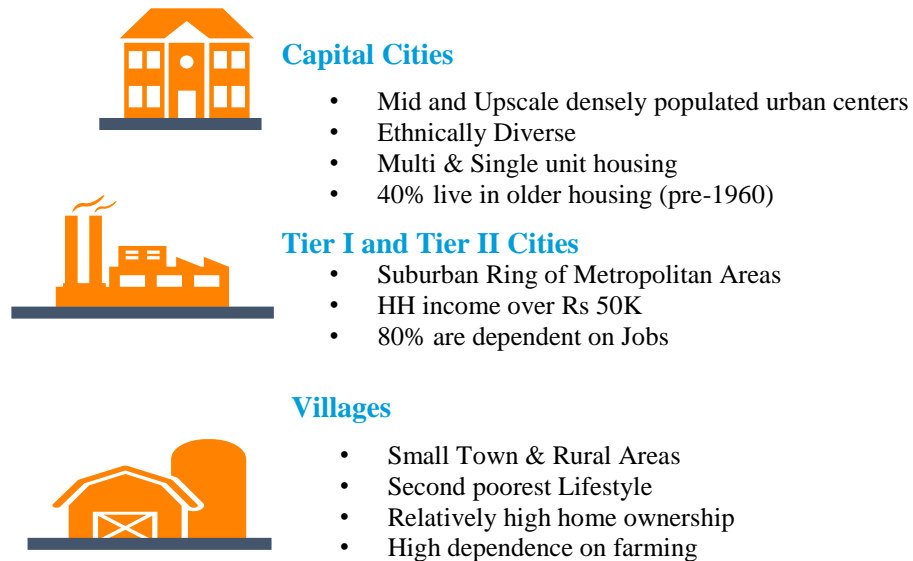 Capital Cities
• Mid and Upscale densely populated urban centers
• Ethnically Diverse
• Multi & Single unit housing
• 40% live in older housing (pre-1960)
Tier I and Tier II Cities
• Suburban Ring of Metropolitan Areas
• HH income over Rs 50K
• 80% are dependent on Jobs
Villages
• Small Town & Rural Areas
• Second poorest Lifestyle
• Relatively high home ownership
• High dependence on farming